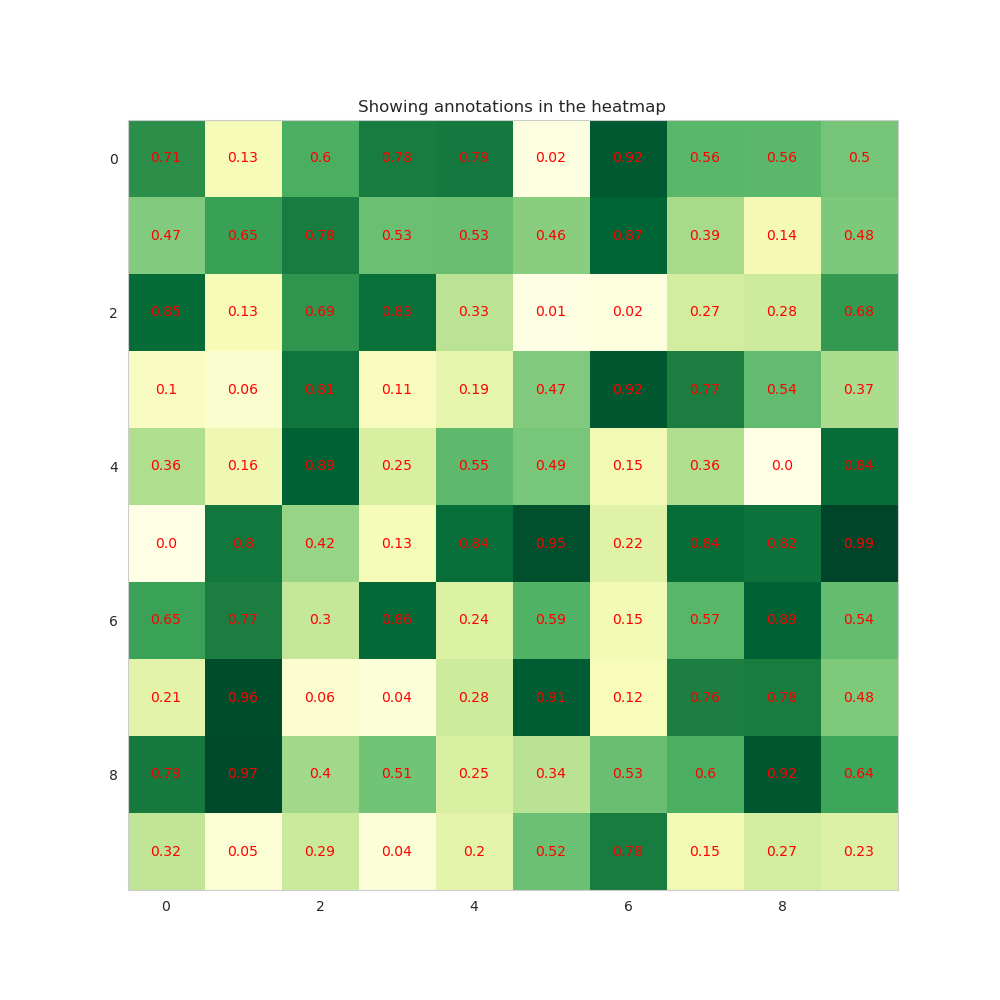 Showing annotations in the heatmap
0 0.71 0.13 0.6 0.78 0.79 0.02 0.92 0.56 0.56 0.5
0.47 0.65 0.78 0.53 0.53 0.46 0.87 0.39 0.14 0.48
2 0.85 0.13 0.69 0.83 0.33 0.01 0.02 0.27 0.28 0.68
0.1 0.06 0.81 0.11 0.19 0.47 0.92 0.77 0.54 0.37
4 0.36 0.16 0.89 0.25 0.55 0.49 0.15 0.36 0.0 0.84
0.0 0.8 0.42 0.13 0.84 0.95 0.22 0.84 0.82 0.99
6 0.65 0.77 0.3 0.86 0.24 0.59 0.15 0.57 0.89 0.54
0.21 0.96 0.06 0.04 0.28 0.91 0.12 0.76 0.78 0.48
8 0.79 0.97 0.4 0.51 0.25 0.34 0.53 0.6 0.92 0.64
0.32 0.05 0.29 0.04 0.2 0.52 0.78 0.15 0.27 0.23
0 2 4 6 8